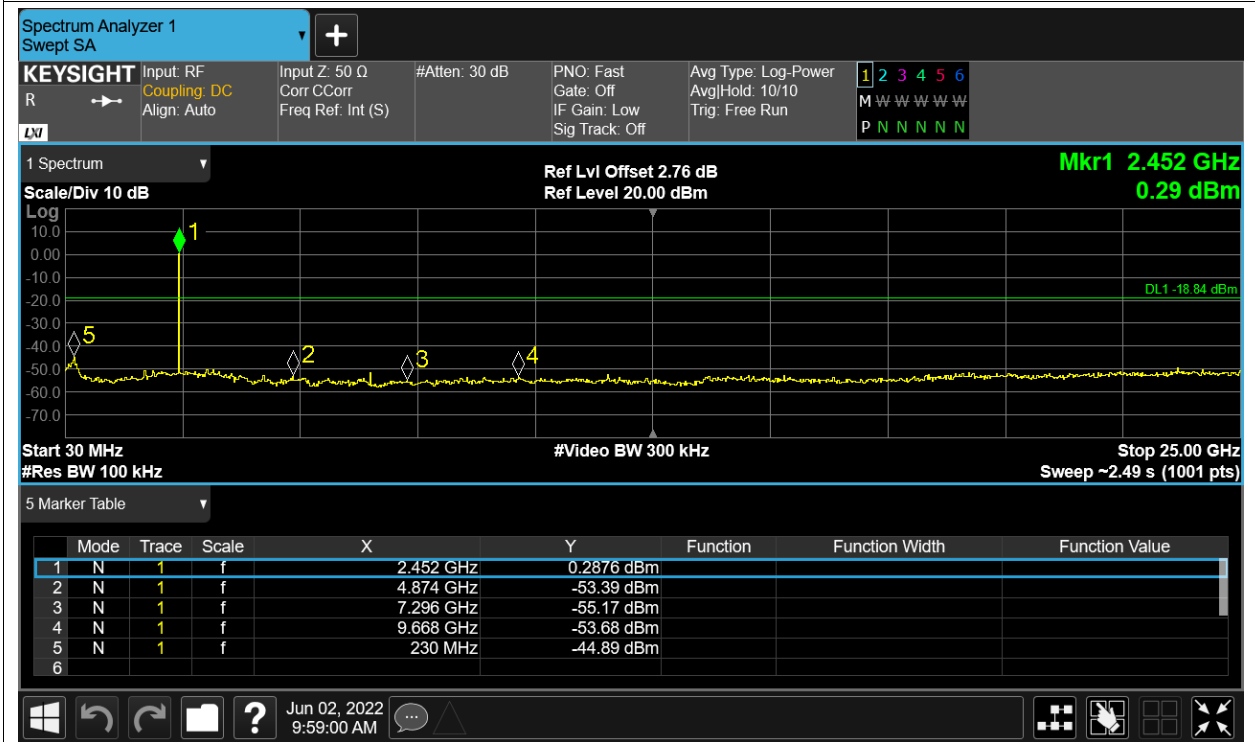 Spectrum Analyzer 1
Swept SA
+
KEYSIGHT
R
LXI
Input: RF
Coupling: DC
Align: Auto
Input Z: 50 Ω
Corr CCorr
Freq Ref: Int (S)
#Atten: 30 dB
PNO: Fast
Gate: Off
IF Gain: Low
Sig Track: Off
Avg Type: Log-Power
Avg|Hold: 10/10
Trig: Free Run
1 2 3 4 5 6
M W W W W W
P N N N N N
1 Spectrum
Scale/Div 10 dB
Ref Lvl Offset 2.76 dB
Ref Level 20.00 dBm
Mkr1 2.452 GHz
0.29 dBm
Log
10.0
0.00
-10.0
-20.0
-30.0
-40.0
-50.0
-60.0
-70.0
1
5
2
3
4
DL1 -18.84 dBm
Start 30 MHz
#Res BW 100 kHz
#Video BW 300 kHz
Stop 25.00 GHz
Sweep ~2.49 s (1001 pts)
5 Marker Table
Mode Trace Scale X Y Function Function Width Function Value
1 N 1 f 2.452 GHz 0.2876 dBm
2 N 1 f 4.874 GHz -53.39 dBm
3 N 1 f 7.296 GHz -55.17 dBm
4 N 1 f 9.668 GHz -53.68 dBm
5 N 1 f 230 MHz -44.89 dBm
6
?
Jun 02, 2022
9:59:00 AM